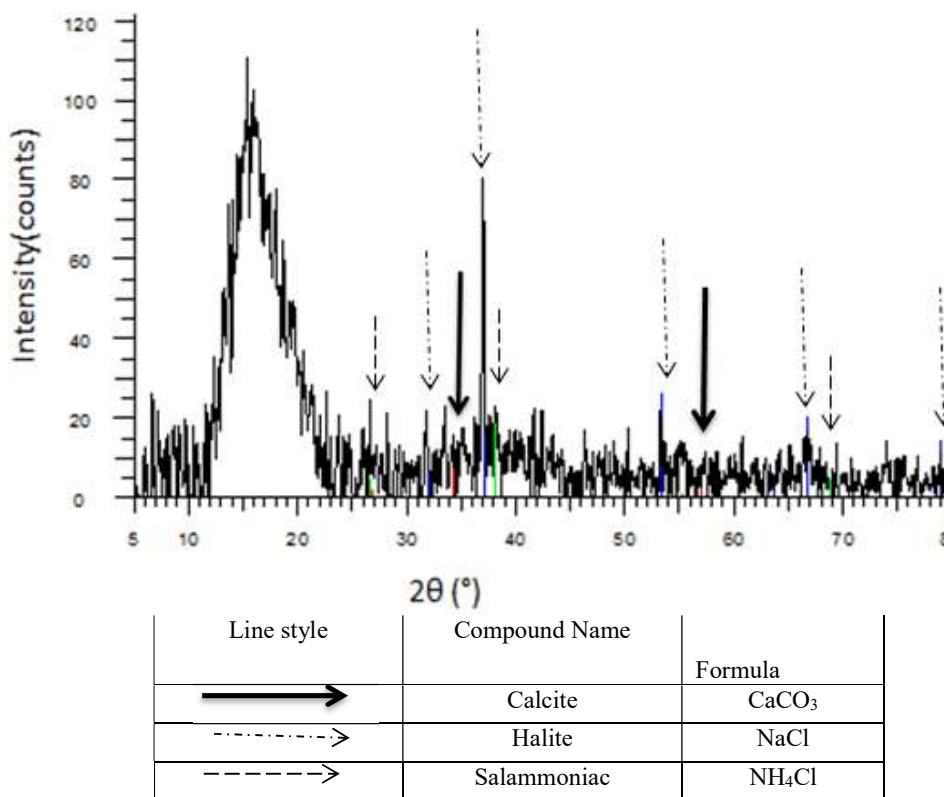 120
100
80
60
40
20
0
Intensity(counts)
5 10 20 30 40 50 60 70 8
2θ (°)
Line style Compound Name Formula
Calcite CaCO₃
Halite NaCl
Salammoniac NH₄Cl